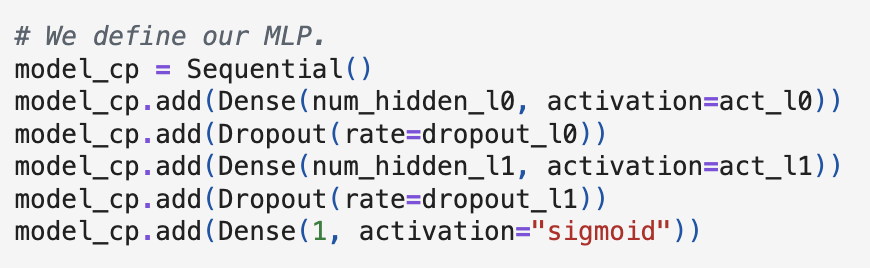 # We define our MLP.
model_cp = Sequential()
model_cp.add(Dense(num_hidden_l0, activation=act_l0))
model_cp.add(Dropout(rate=dropout_l0))
model_cp.add(Dense(num_hidden_l1, activation=act_l1))
model_cp.add(Dropout(rate=dropout_l1))
model_cp.add(Dense(1, activation="sigmoid"))